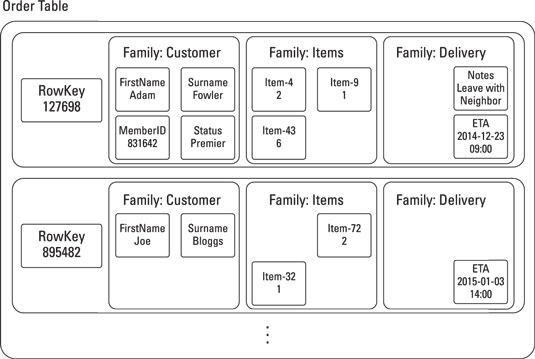 Order Table
RowKey
127698
Family: Customer
FirstName
Adam
Surname
Fowler
MemberID
831642
Status
Premier
Family: Items
Item-4
2
Item-9
1
Item-43
6
Family: Delivery
Notes
Leave with
Neighbor
ETA
2014-12-23
09:00
RowKey
895482
Family: Customer
FirstName
Joe
Surname
Bloggs
Family: Items
Item-72
2
Item-32
1
Family: Delivery
ETA
2015-01-03
14:00